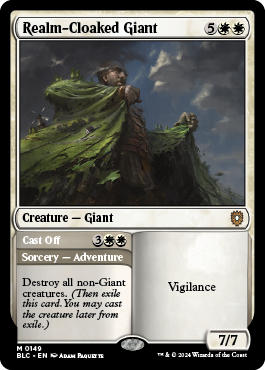 Realm-Cloaked Giant 5
Creature — Giant
Cast Off 3
Sorcery — Adventure
Destroy all non-Giant
creatures. (Then exile
this card. You may cast
the creature later from
exile.)
Vigilance
7/7
M 0149
BLC • EN Adam Paquette
™ & © 2024 Wizards of the Coast